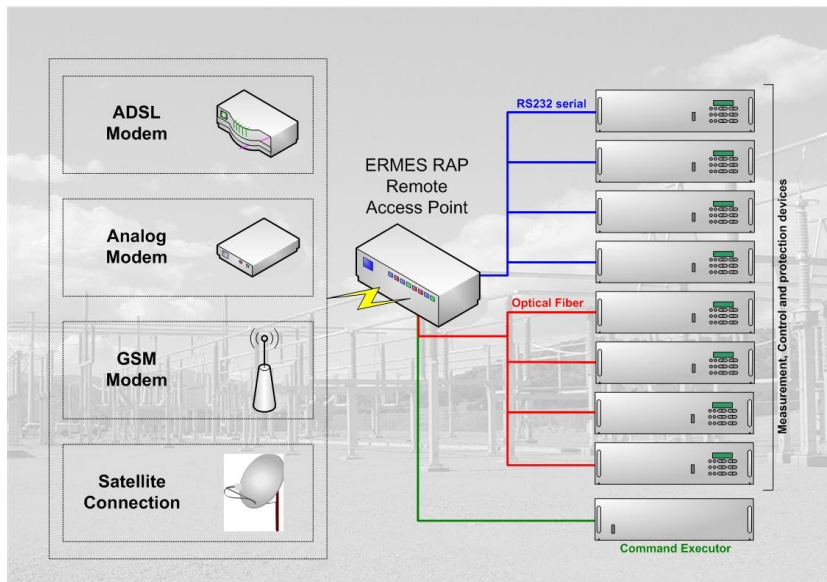 ADSL
Modem
Analog
Modem
GSM
Modem
Satellite
Connection
ERMES RAP
Remote
Access Point
RS232 serial
Optical Fiber
Measurement, Control and protection devices
Command Executor